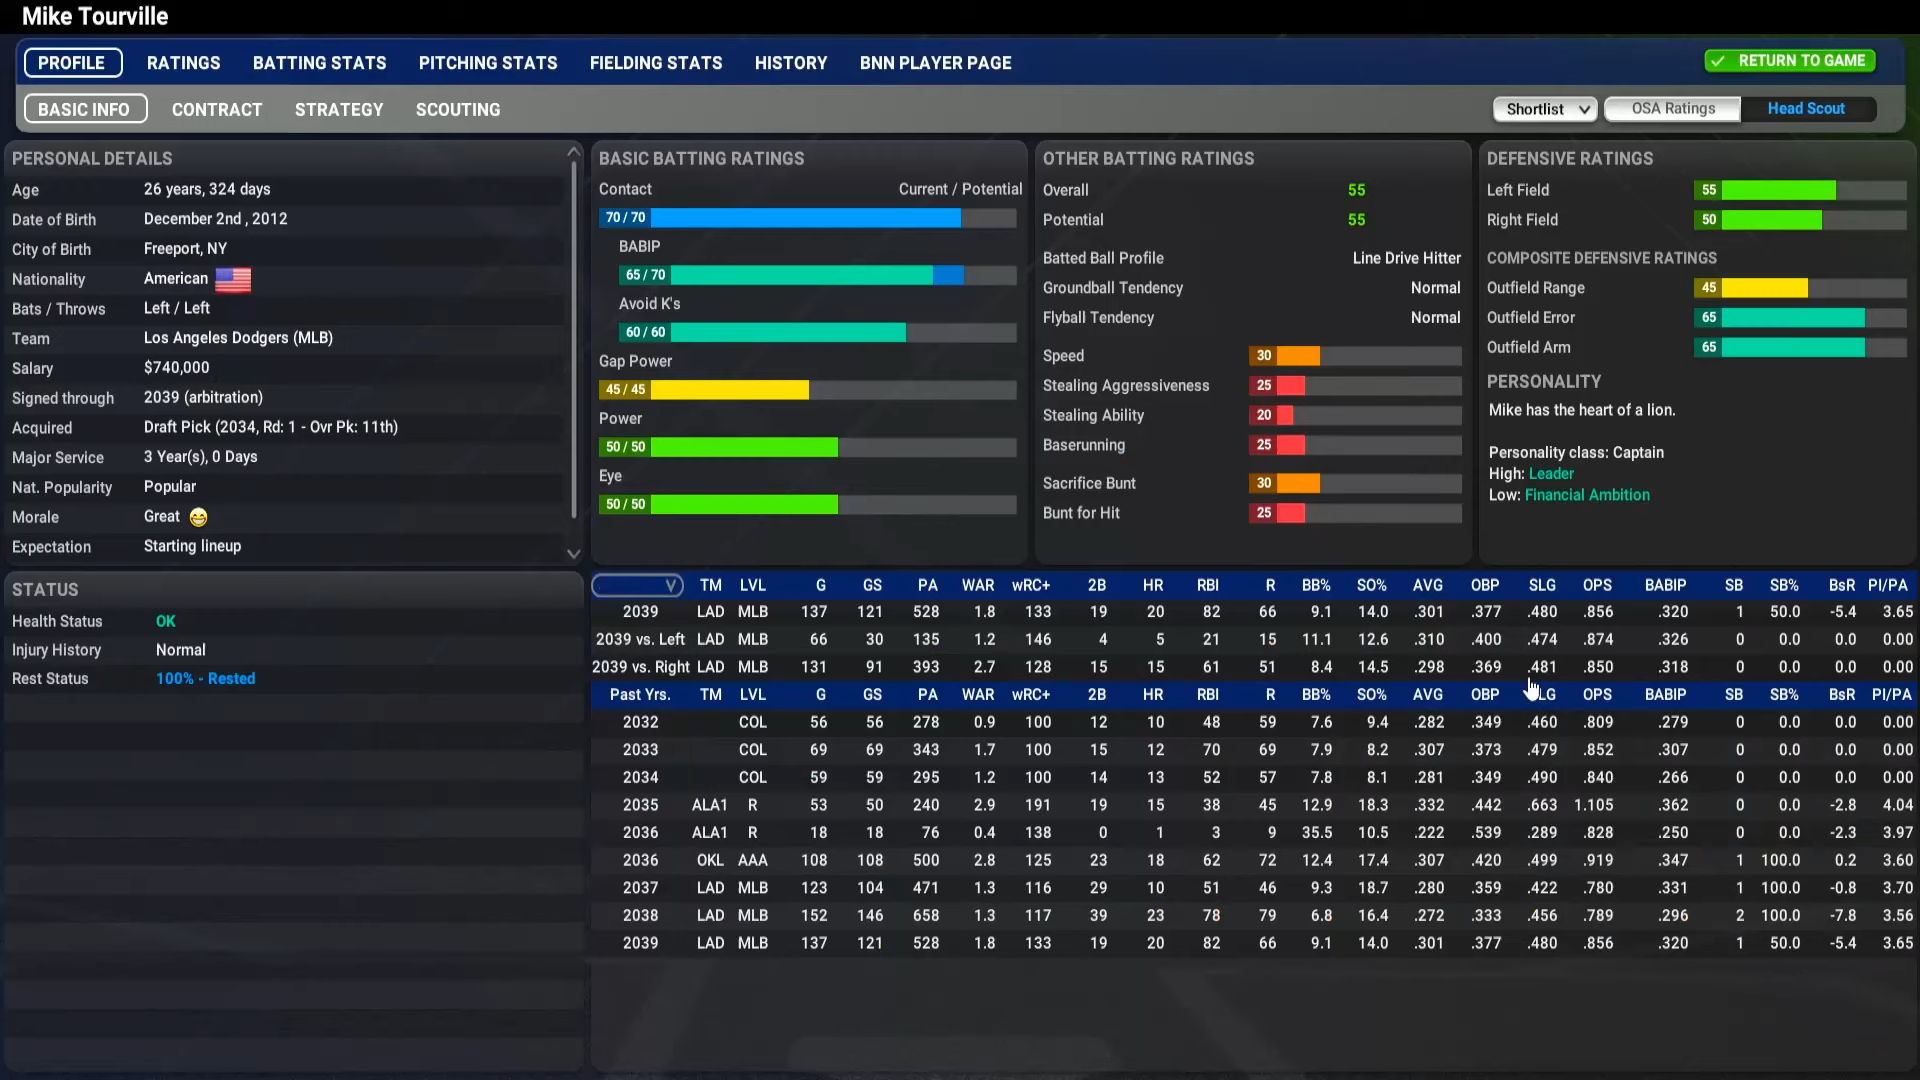 Mike Tourville
PROFILE RATINGS BATTING STATS PITCHING STATS FIELDING STATS HISTORY BNN PLAYER PAGE RETURN TO GAME
BASIC INFO CONTRACT STRATEGY SCOUTING Shortlist OSA Ratings Head Scout
PERSONAL DETAILS
Age 26 years, 324 days
Date of Birth December 2nd , 2012
City of Birth Freeport, NY
Nationality American
Bats / Throws Left / Left
Team Los Angeles Dodgers (MLB)
Salary $740,000
Signed through 2039 (arbitration)
Acquired Draft Pick (2034, Rd: 1 - Ovr Pk: 11th)
Major Service 3 Year(s), 0 Days
Nat. Popularity Popular
Morale Great
Expectation Starting lineup
BASIC BATTING RATINGS
Contact Current / Potential
70 / 70
BABIP
65 / 70
Avoid K's
60 / 60
Gap Power
45 / 45
Power
50 / 50
Eye
50 / 50
OTHER BATTING RATINGS
Overall 55
Potential 55
Batted Ball Profile Line Drive Hitter
Groundball Tendency Normal
Flyball Tendency Normal
Speed 30
Stealing Aggressiveness 25
Stealing Ability 20
Baserunning 25
Sacrifice Bunt 30
Bunt for Hit 25
DEFENSIVE RATINGS
Left Field 55
Right Field 50
COMPOSITE DEFENSIVE RATINGS
Outfield Range 45
Outfield Error 65
Outfield Arm 65
PERSONALITY
Mike has the heart of a lion.
Personality class: Captain
High: Leader
Low: Financial Ambition
STATUS
Health Status OK
Injury History Normal
Rest Status 100% - Rested
V TM LVL G GS PA WAR wRC+ 2B HR RBI R BB% SO% AVG OBP SLG OPS BABIP SB SB% BsR PI/PA
2039 LAD MLB 137 121 528 1.8 133 19 20 82 66 9.1 14.0 .301 .377 .480 .856 .320 1 50.0 -5.4 3.65
2039 vs. Left LAD MLB 66 30 135 1.2 146 4 5 21 15 11.1 12.6 .310 .400 .474 .874 .326 0 0.0 0.0 0.00
2039 vs. Right LAD MLB 131 91 393 2.7 128 15 15 61 51 8.4 14.5 .298 .369 .481 .850 .318 0 0.0 0.0 0.00
Past Yrs. TM LVL G GS PA WAR wRC+ 2B HR RBI R BB% SO% AVG OBP SLG OPS BABIP SB SB% BsR PI/PA
2032 COL 56 56 278 0.9 100 12 10 48 59 7.6 9.4 .282 .349 .460 .809 .279 0 0.0 0.0 0.00
2033 COL 69 69 343 1.7 100 15 12 70 69 7.9 8.2 .307 .373 .479 .852 .307 0 0.0 0.0 0.00
2034 COL 59 59 295 1.2 100 14 13 52 57 7.8 8.1 .281 .349 .490 .840 .266 0 0.0 0.0 0.00
2035 ALA1 R 53 50 240 2.9 191 19 15 38 45 12.9 18.3 .332 .442 .663 1.105 .362 0 0.0 -2.8 4.04
2036 ALA1 R 18 18 76 0.4 138 0 1 3 9 35.5 10.5 .222 .539 .289 .828 .250 0 0.0 -2.3 3.97
2036 OKL AAA 108 108 500 2.8 125 23 18 62 72 12.4 17.4 .307 .420 .499 .919 .347 1 100.0 0.2 3.60
2037 LAD MLB 123 104 471 1.3 116 29 10 51 46 9.3 18.7 .280 .359 .422 .780 .331 1 100.0 -0.8 3.70
2038 LAD MLB 152 146 658 1.3 117 39 23 78 79 6.8 16.4 .272 .333 .456 .789 .296 2 100.0 -7.8 3.56
2039 LAD MLB 137 121 528 1.8 133 19 20 82 66 9.1 14.0 .301 .377 .480 .856 .320 1 50.0 -5.4 3.65